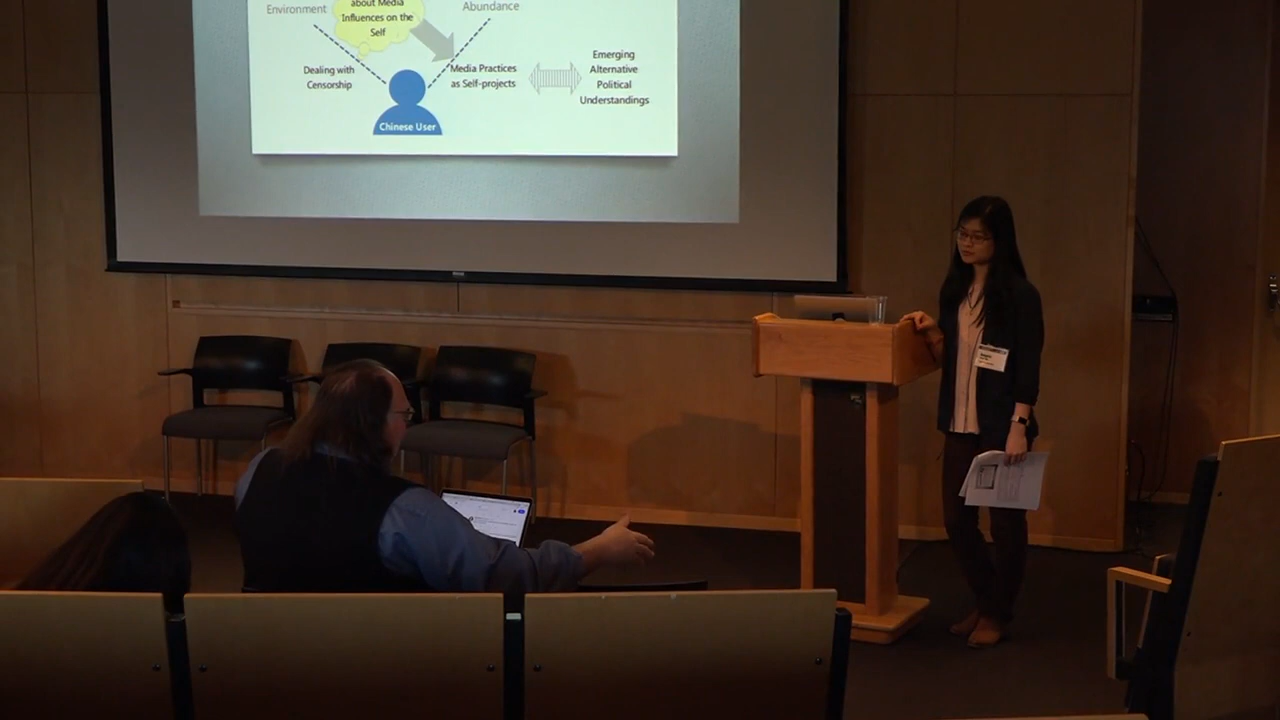 about Media
Influences on the
Self
Environment
Abundance
Dealing with
Censorship
Media Practices
as Self-projects
Emerging
Alternative
Political
Understandings
Chinese User